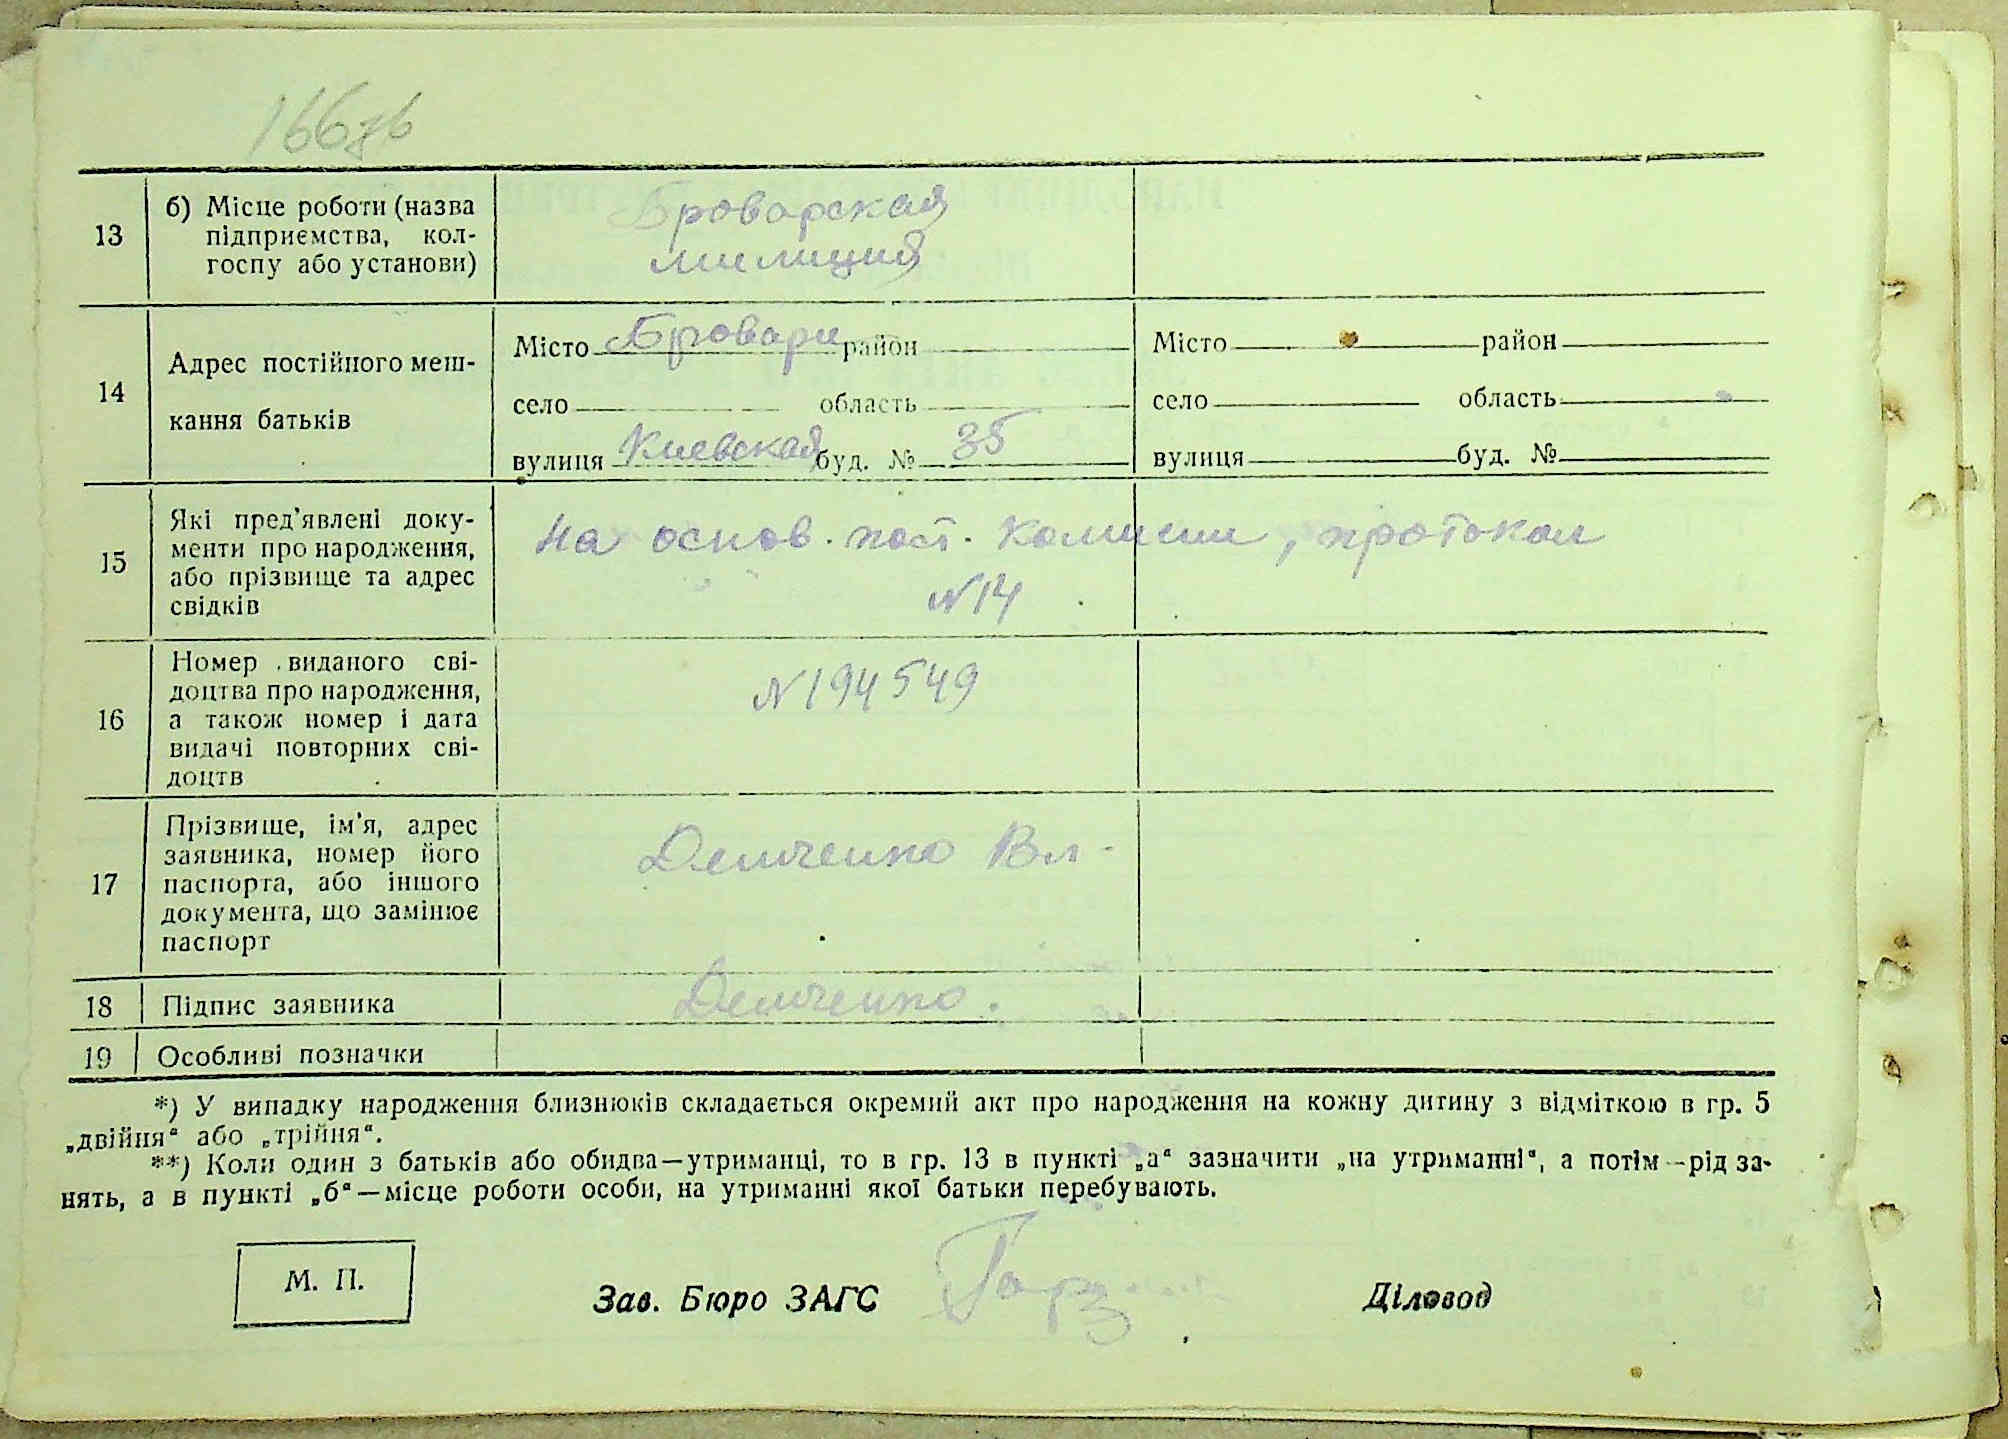 166зв
13
б) Місце роботи (назва
підприємства, кол-
госпу або установи)
Броварская
милиция
14
Адрес постійного меш-
кання батьків
Місто Бровари район
село область
вулиця Киевская буд. № 35
Місто район
село область
вулиця буд. №
15
Які пред'явлені доку-
менти про народження,
або прізвище та адрес
свідків
На основ. пост. Комисии, протокол
N 14
16
Номер виданого сві-
доцтва про народження,
а також номер і дата
видачі повторних сві-
доцтв
N 194549
17
Прізвище, ім'я, адрес
заявника, номер його
паспорта, або іншого
документа, що замінює
паспорт
Демченко Вл.
18
Підпис заявника
Демченко.
19
Особливі позначки
*) У випадку народження близнюків складається окремий акт про народження на кожну дитину з відміткою в гр. 5
„двійня“ або „трійня“.
**) Коли один з батьків або обидва—утриманці, то в гр. 13 в пункті „а“ зазначити „на утриманні“, а потім—рід за-
нять, а в пункті „б“—місце роботи особи, на утриманні якої батьки перебувають.
М. П.
Зав. Бюро ЗАГС
Діловод